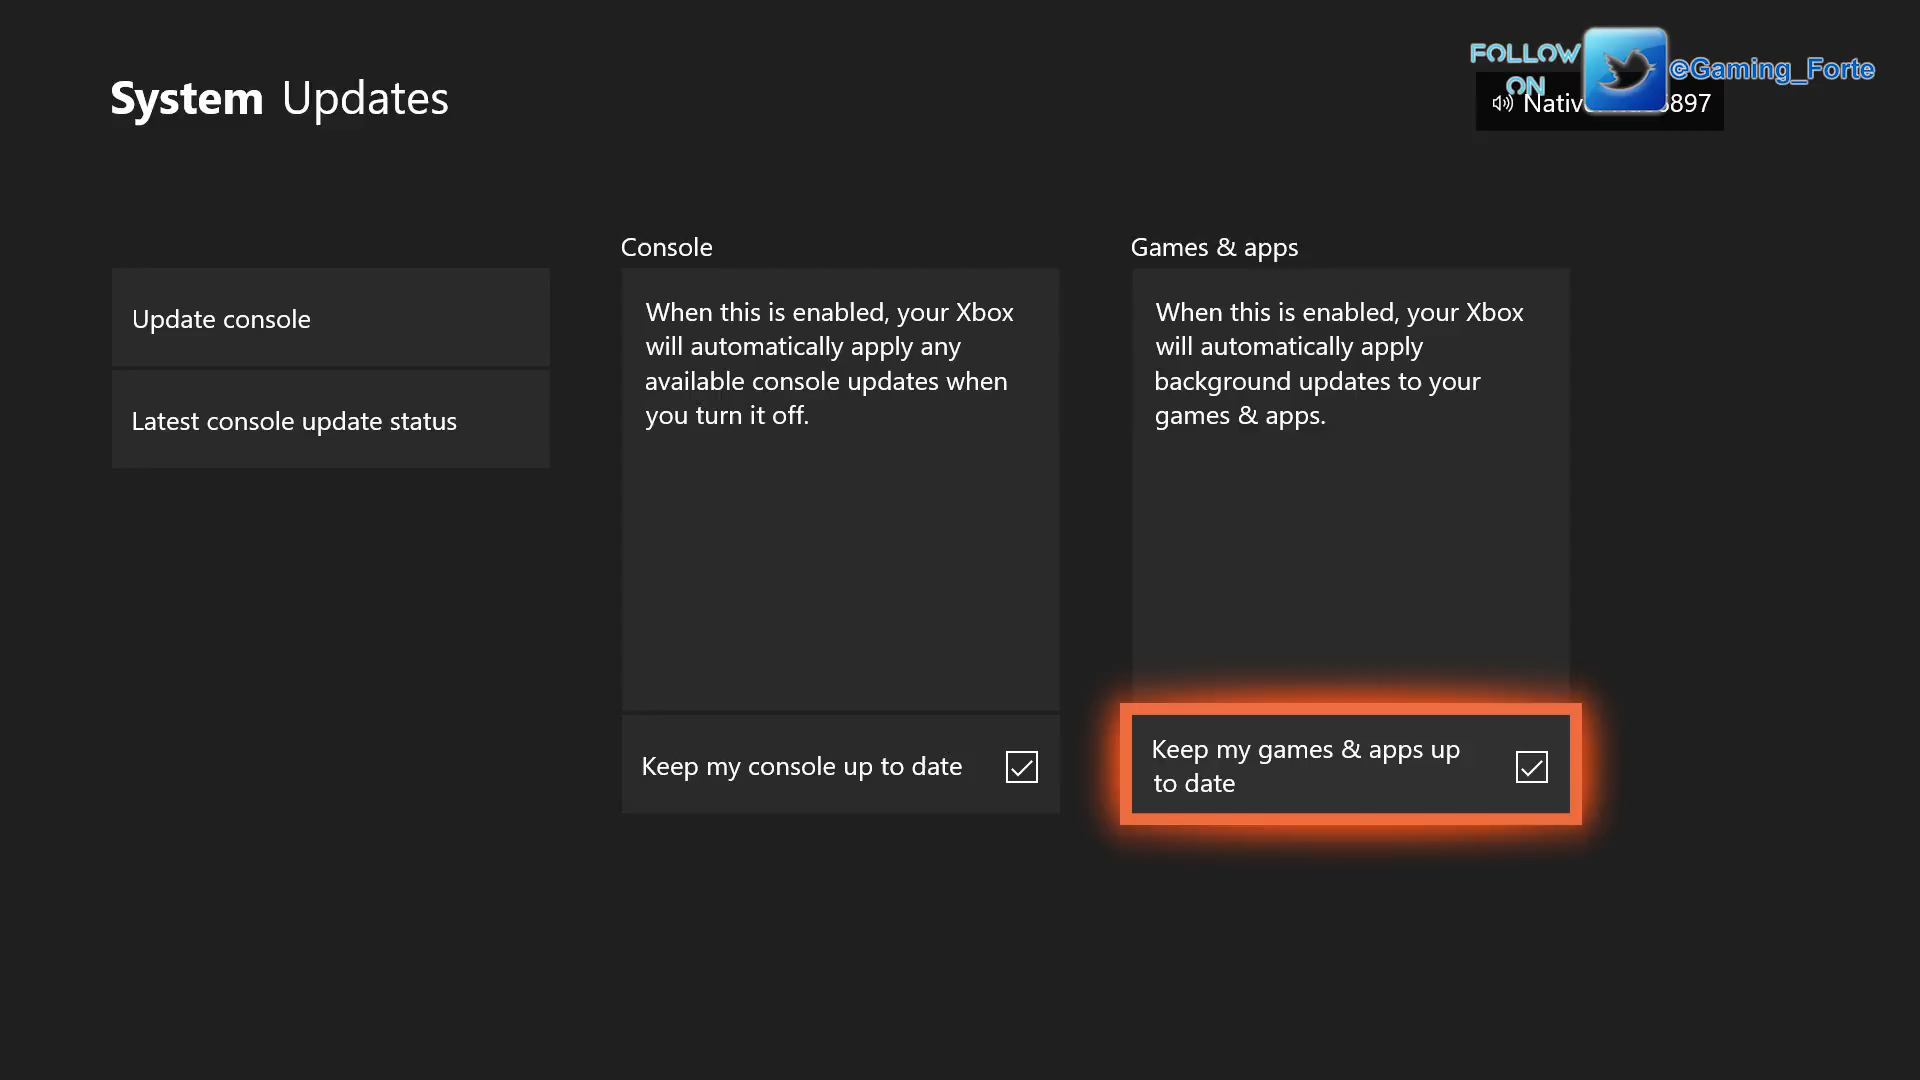 System Updates
FOLLOW
ON
©Gaming_Forte
897
Console
Games & apps
Update console
Latest console update status
When this is enabled, your Xbox
will automatically apply any
available console updates when
you turn it off.
When this is enabled, your Xbox
will automatically apply
background updates to your
games & apps.
Keep my console up to date
Keep my games & apps up
to date